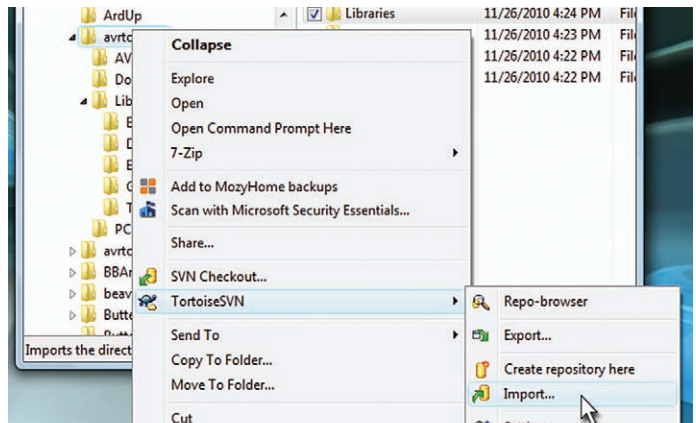 ArdUp
Libraries 11/26/2010 4:24 PM Fil
avrtc 11/26/2010 4:23 PM Fil
AV 11/26/2010 4:22 PM Fil
Do 11/26/2010 4:22 PM Fil
Lib
PC
avrtc
BBAr
beav
Butte
Imports the direct
Collapse
Explore
Open
Open Command Prompt Here
7-Zip
Add to MozyHome backups
Scan with Microsoft Security Essentials...
Share...
SVN Checkout...
TortoiseSVN
Send To
Copy To Folder...
Move To Folder...
Cut
Repo-browser
Export...
Create repository here
Import...